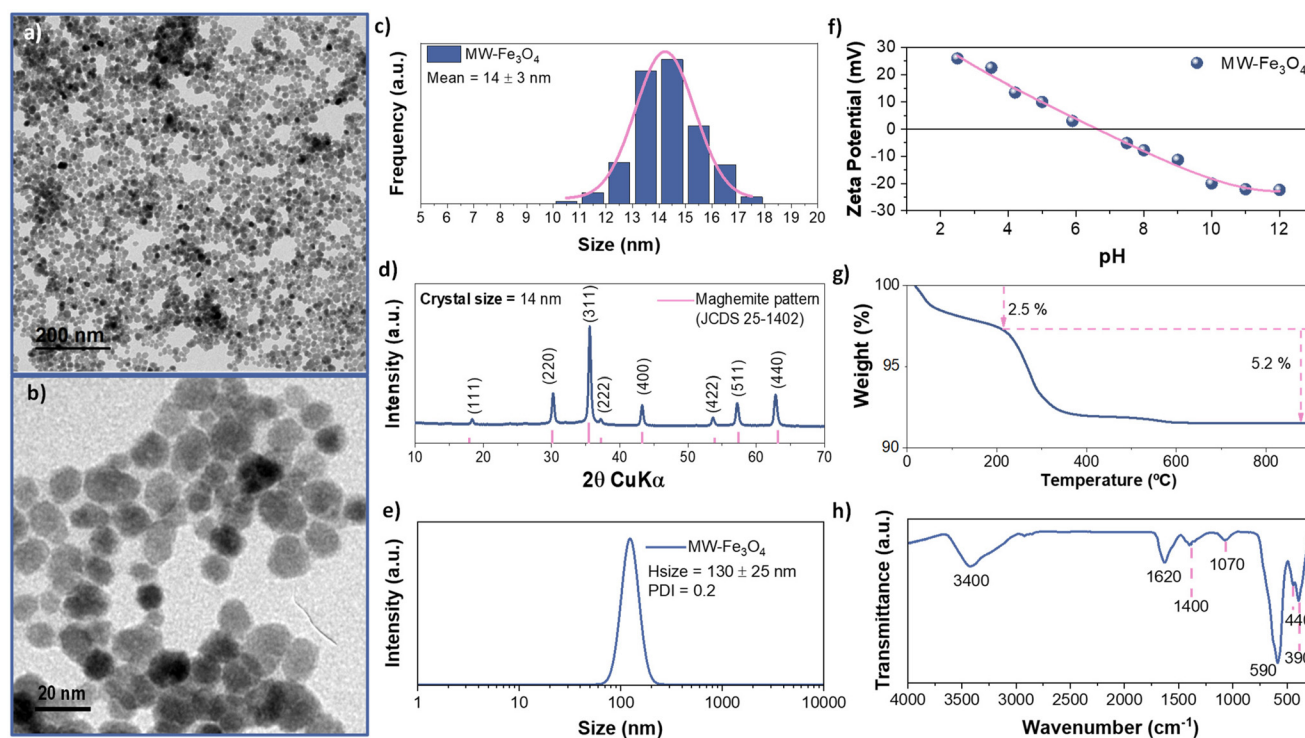 a)
200 nm
b)
20 nm
c)
MW-Fe₃O₄
Mean = 14 ± 3 nm
Frequency (a.u.)
5 6 7 8 9 10 11 12 13 14 15 16 17 18 19 20
Size (nm)
d)
Crystal size = 14 nm
Maghemite pattern
(JCDS 25-1402)
(111)
(220)
(311)
(222)
(400)
(422)
(511)
(440)
Intensity (a.u.)
10 20 30 40 50 60 70
2θ CuKα
e)
MW-Fe₃O₄
Hsize = 130 ± 25 nm
PDI = 0.2
Intensity (a.u.)
1 10 100 1000 10000
Size (nm)
f)
MW-Fe₃O₄
Zeta Potential (mV)
30
20
10
0
-10
-20
-30
2 4 6 8 10 12
pH
g)
Weight (%)
100
95
90
2.5 %
5.2 %
0 200 400 600 800
Temperature (ºC)
h)
Transmittance (a.u.)
3400
1620
1400
1070
590
440
390
4000 3500 3000 2500 2000 1500 1000 500
Wavenumber (cm⁻¹)